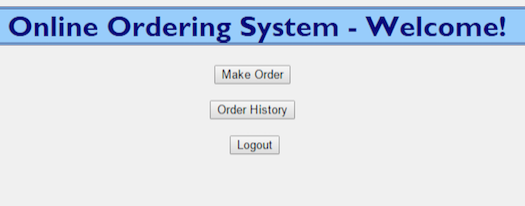 Online Ordering System - Welcome!
Make Order
Order History
Logout